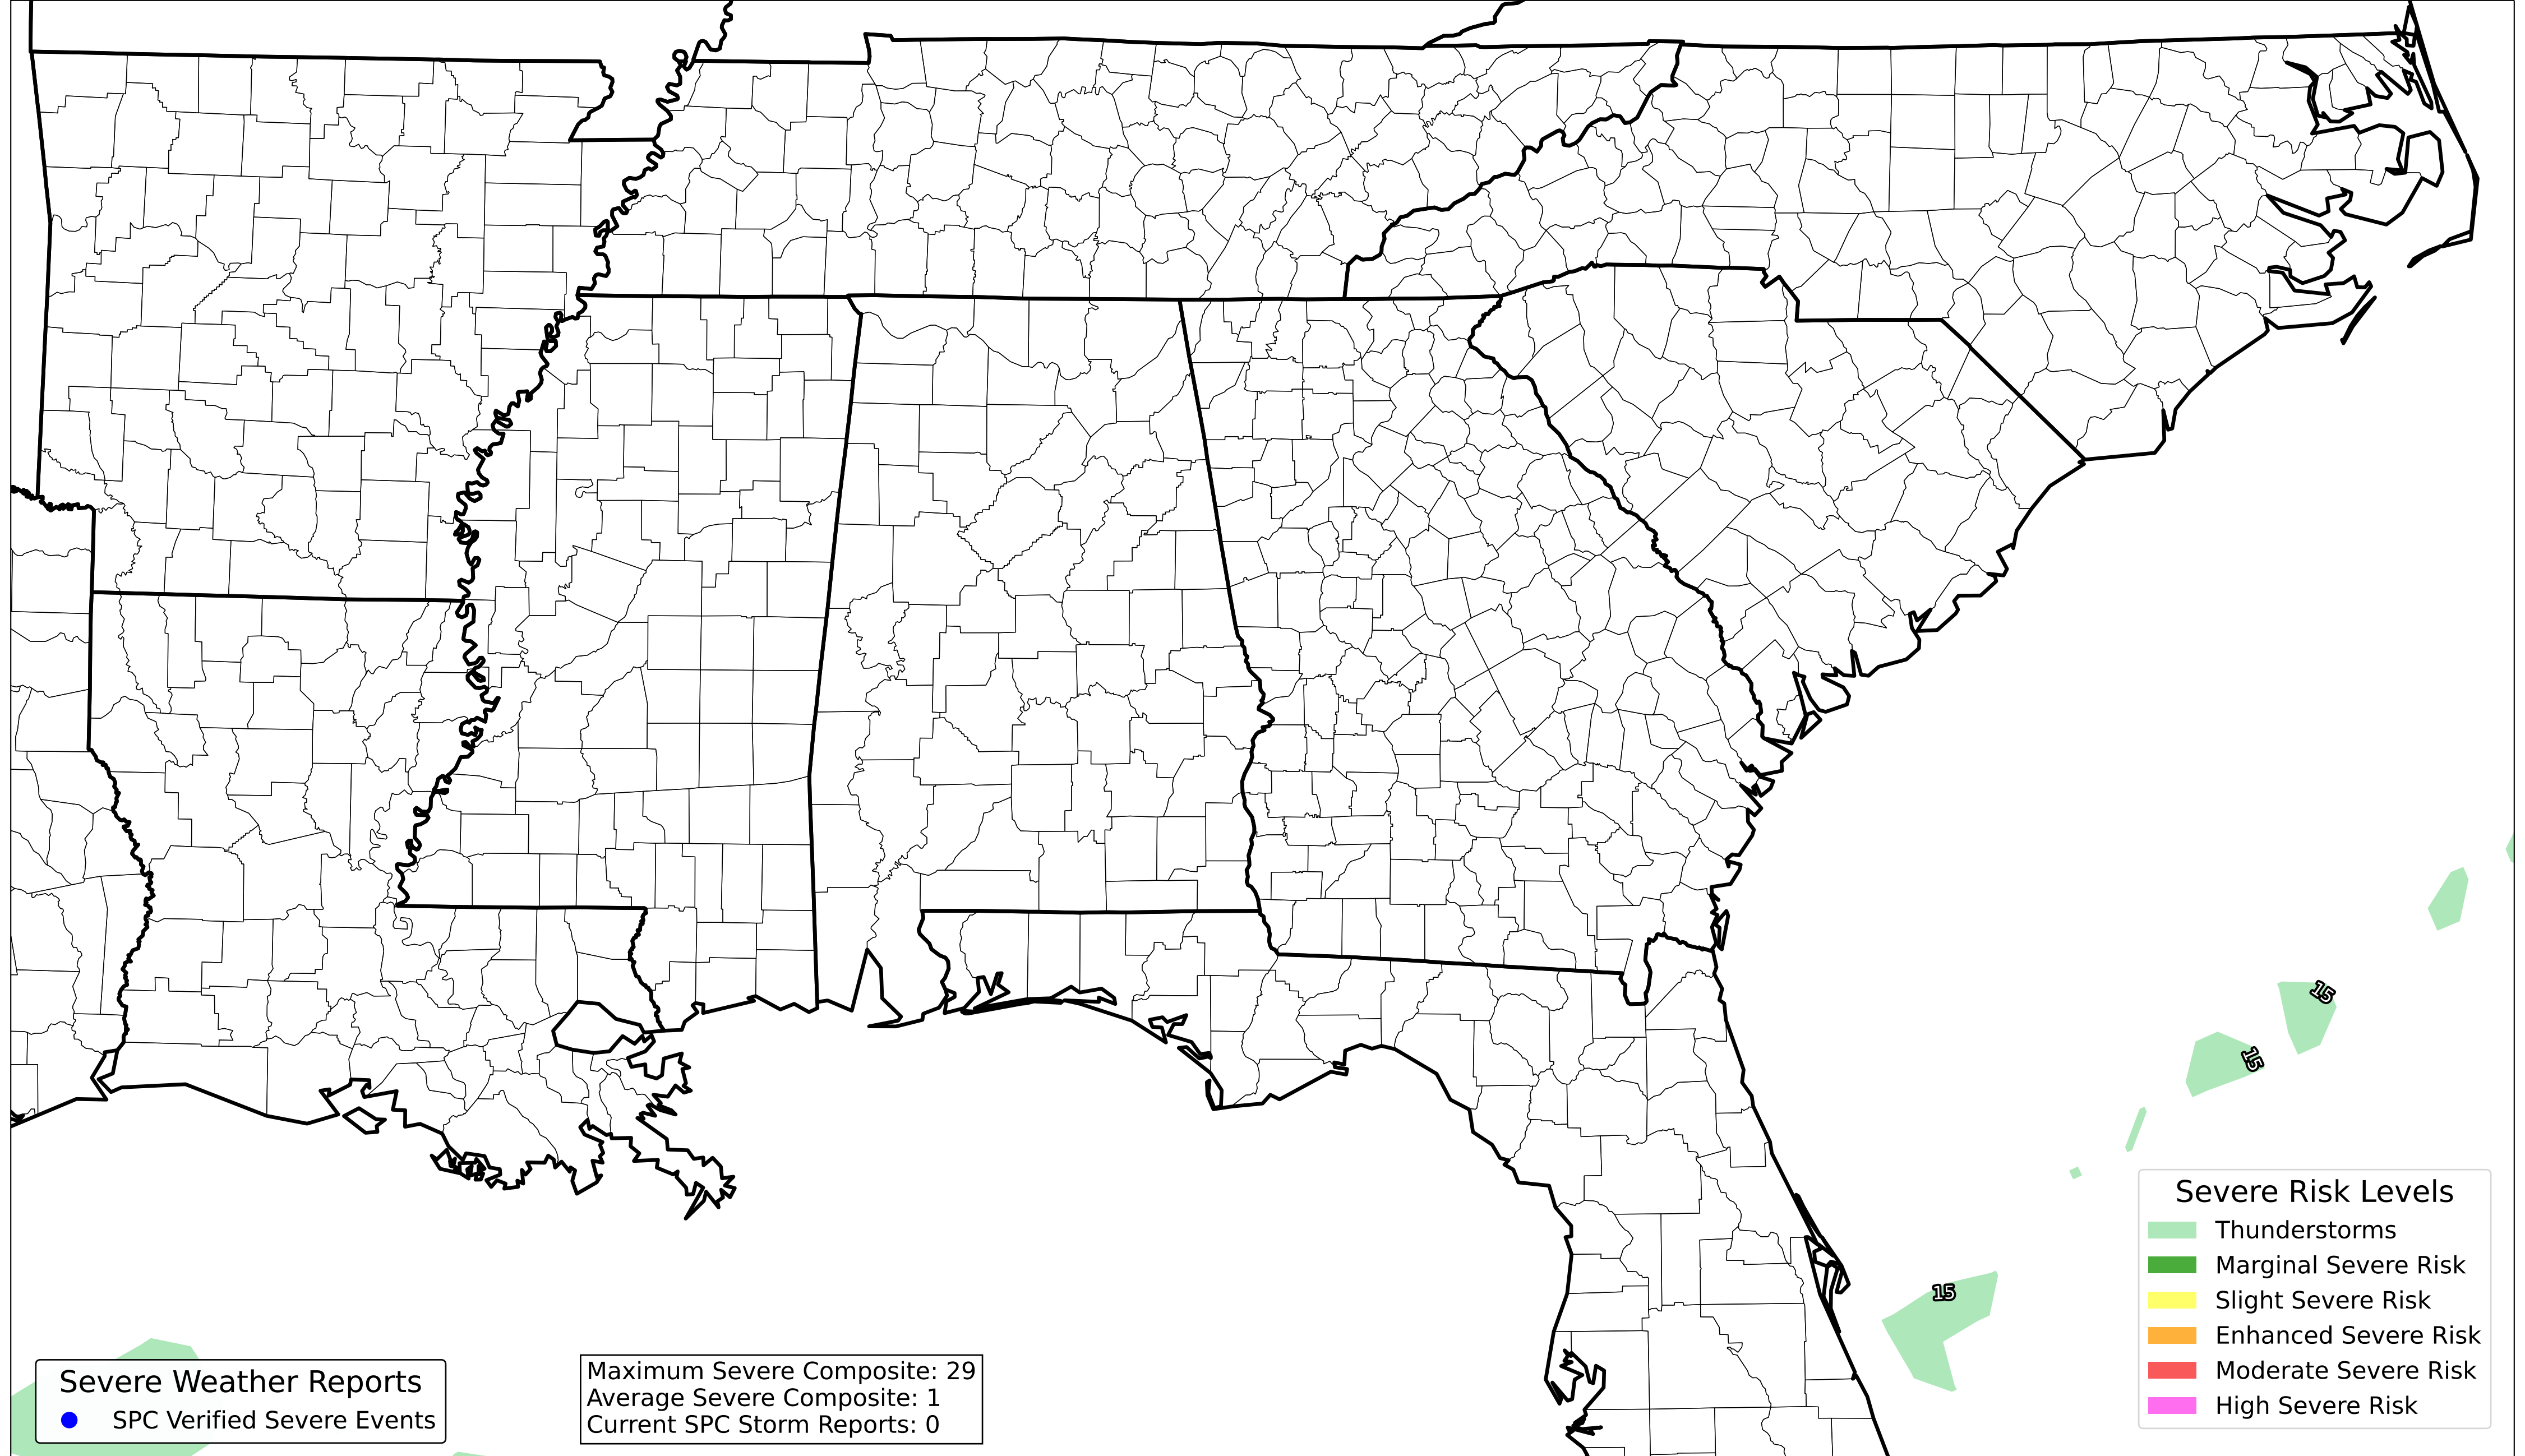 15
15
15
Severe Risk Levels
Thunderstorms
Marginal Severe Risk
Slight Severe Risk
Enhanced Severe Risk
Moderate Severe Risk
High Severe Risk
Severe Weather Reports
SPC Verified Severe Events
Maximum Severe Composite: 29
Average Severe Composite: 1
Current SPC Storm Reports: 0